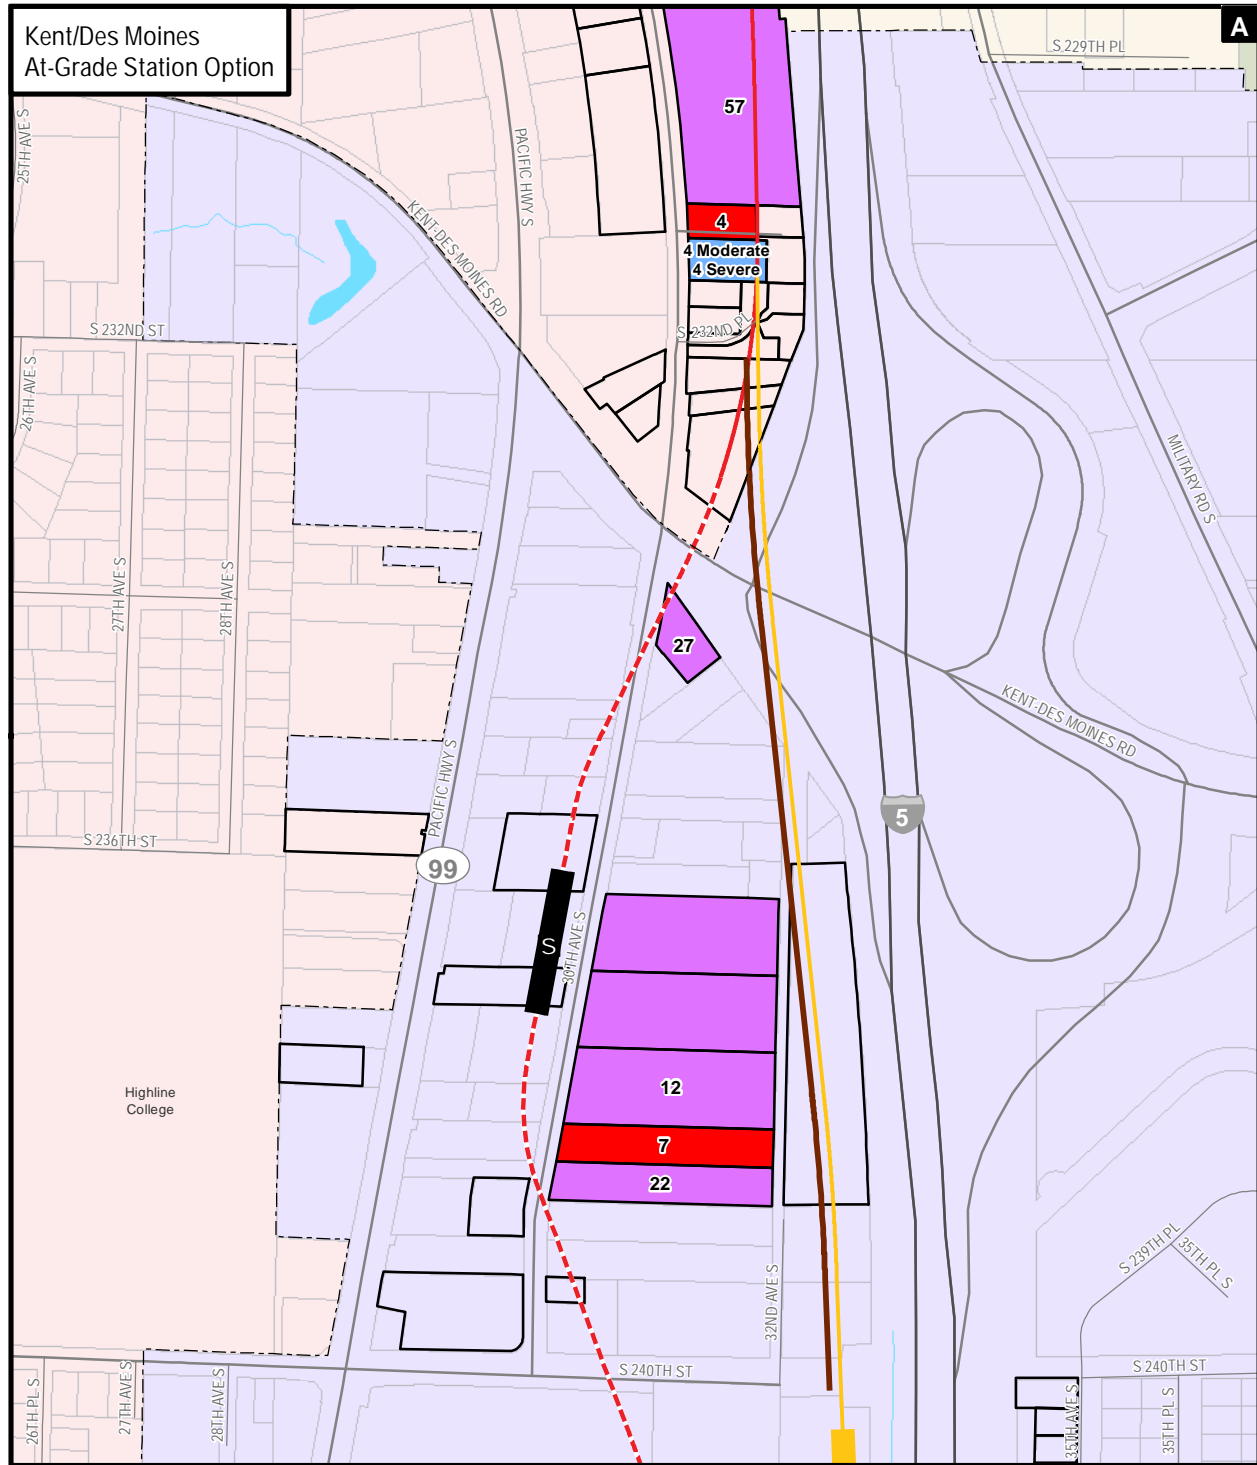 Kent/Des Moines
At-Grade Station Option
A
S 229TH PL
25TH AVE S
PACIFIC HWY S
57
KENT-DES MOINES RD
4
4 Moderate
4 Severe
S 232ND ST
S 232ND PL
26TH AVE S
MILITARY RD S
27TH AVE S
28TH AVE S
27
KENT-DES MOINES RD
PACIFIC HWY S
5
S 236TH ST
99
S
30TH AVE S
12
Highline
College
7
22
S 239TH PL
35TH PL S
32ND AVE S
S 240TH ST
S 240TH ST
26TH PL S
27TH AVE S
28TH AVE S
35TH AVE S
35TH PL S